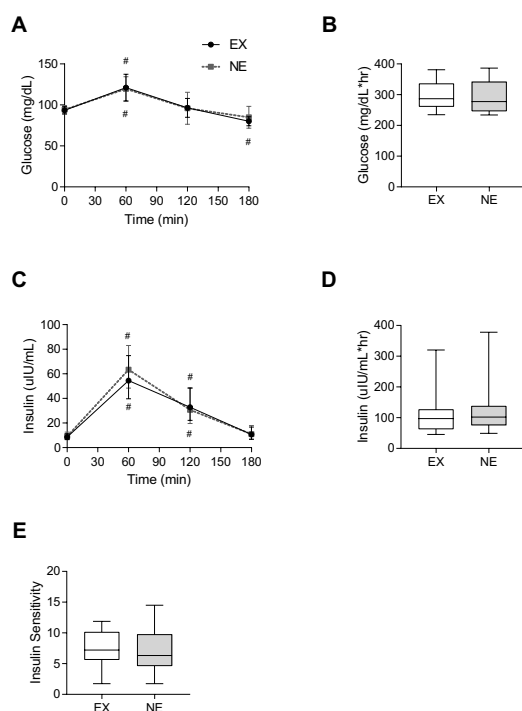 A
EX
NE
#
#
#
150
100
50
0
Glucose (mg/dL)
0 30 60 90 120 150 180
Time (min)
B
400
300
200
100
0
Glucose (mg/dL*hr)
EX NE
C
#
#
#
#
100
80
60
40
20
0
Insulin (uIU/mL)
0 30 60 90 120 150 180
Time (min)
D
400
300
200
100
0
Insulin (uIU/mL*hr)
EX NE
E
20
15
10
5
0
Insulin Sensitivity
EX NE